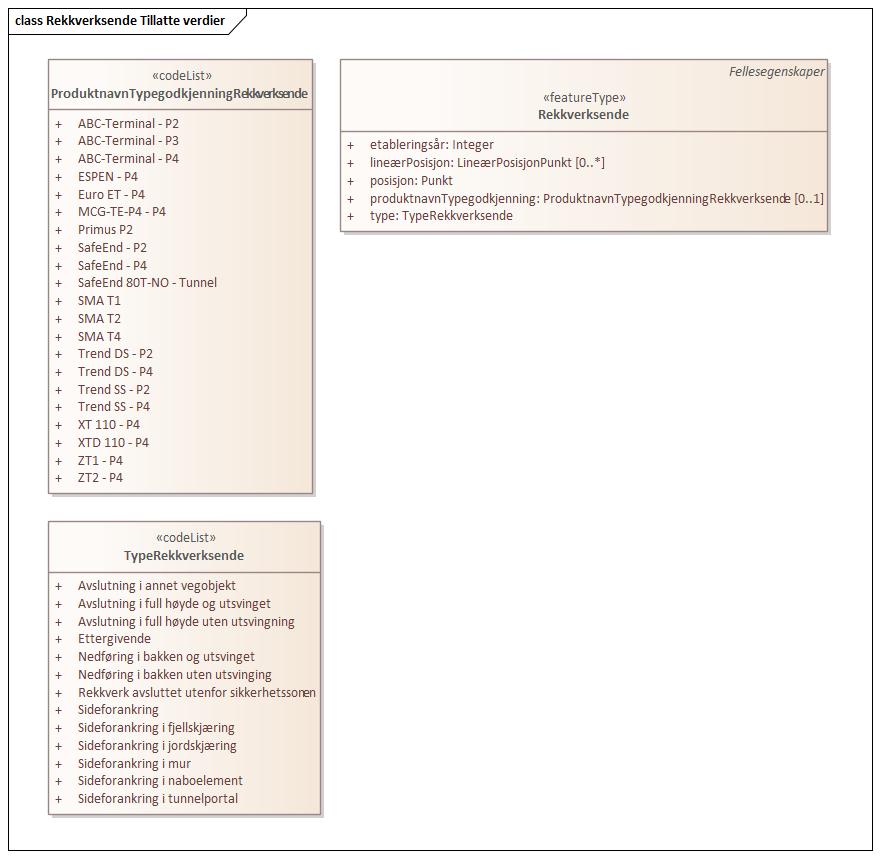 class Rekkverksende Tillatte verdier
«codeList»
ProduktnavnTypegodkjenningRekkverksende
+ ABC-Terminal - P2
+ ABC-Terminal - P3
+ ABC-Terminal - P4
+ ESPEN - P4
+ Euro ET - P4
+ MCG-TE-P4 - P4
+ Primus P2
+ SafeEnd - P2
+ SafeEnd - P4
+ SafeEnd 80T-NO - Tunnel
+ SMA T1
+ SMA T2
+ SMA T4
+ Trend DS - P2
+ Trend DS - P4
+ Trend SS - P2
+ Trend SS - P4
+ XT 110 - P4
+ XTD 110 - P4
+ ZT1 - P4
+ ZT2 - P4
Fellesegenskaper
«featureType»
Rekkverksende
+ etableringsår: Integer
+ lineærPosisjon: LineærPosisjonPunkt [0..*]
+ posisjon: Punkt
+ produktnavnTypegodkjenning: ProduktnavnTypegodkjenningRekkverksende [0..1]
+ type: TypeRekkverksende
«codeList»
TypeRekkverksende
+ Avslutning i annet vegobjekt
+ Avslutning i full høyde og utsvinget
+ Avslutning i full høyde uten utsvingning
+ Ettergivende
+ Nedføring i bakken og utsvinget
+ Nedføring i bakken uten utsvinging
+ Rekkverk avsluttet utenfor sikkerhetssonen
+ Sideforankring
+ Sideforankring i fjellskjæring
+ Sideforankring i jordskjæring
+ Sideforankring i mur
+ Sideforankring i naboelement
+ Sideforankring i tunnelportal